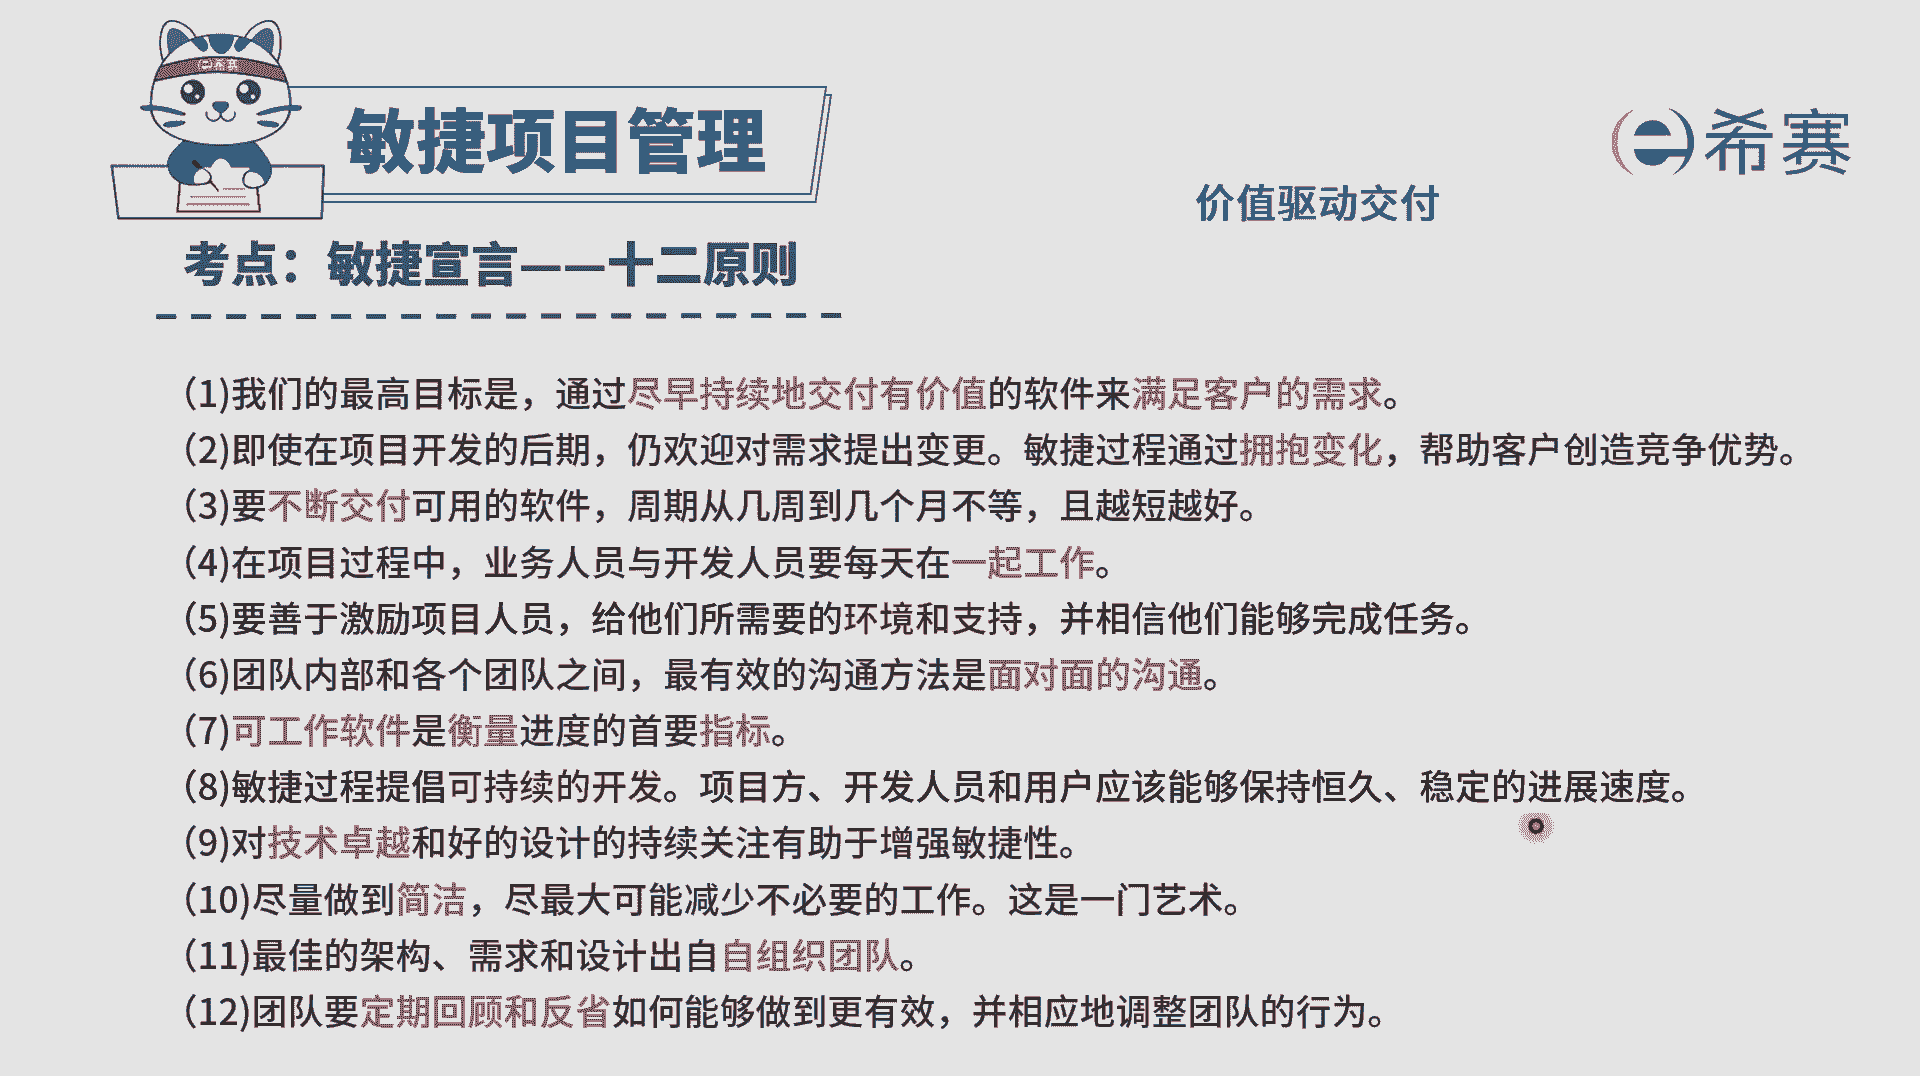 希赛
敏捷项目管理
希赛
价值驱动交付
考点：敏捷宣言——十二原则
(1)我们的最高目标是，通过尽早持续地交付有价值的软件来满足客户的需求。
(2)即使在项目开发的后期，仍欢迎对需求提出变更。敏捷过程通过拥抱变化，帮助客户创造竞争优势。
(3)要不断交付可用的软件，周期从几周到几个月不等，且越短越好。
(4)在项目过程中，业务人员与开发人员要每天在一起工作。
(5)要善于激励项目人员，给他们所需要的环境和支持，并相信他们能够完成任务。
(6)团队内部和各个团队之间，最有效的沟通方法是面对面的沟通。
(7)可工作软件是衡量进度的首要指标。
(8)敏捷过程提倡可持续的开发。项目方、开发人员和用户应该能够保持恒久、稳定的进展速度。
(9)对技术卓越和好的设计的持续关注有助于增强敏捷性。
(10)尽量做到简洁，尽最大可能减少不必要的工作。这是一门艺术。
(11)最佳的架构、需求和设计出自自组织团队。
(12)团队要定期回顾和反省如何能够做到更有效，并相应地调整团队的行为。